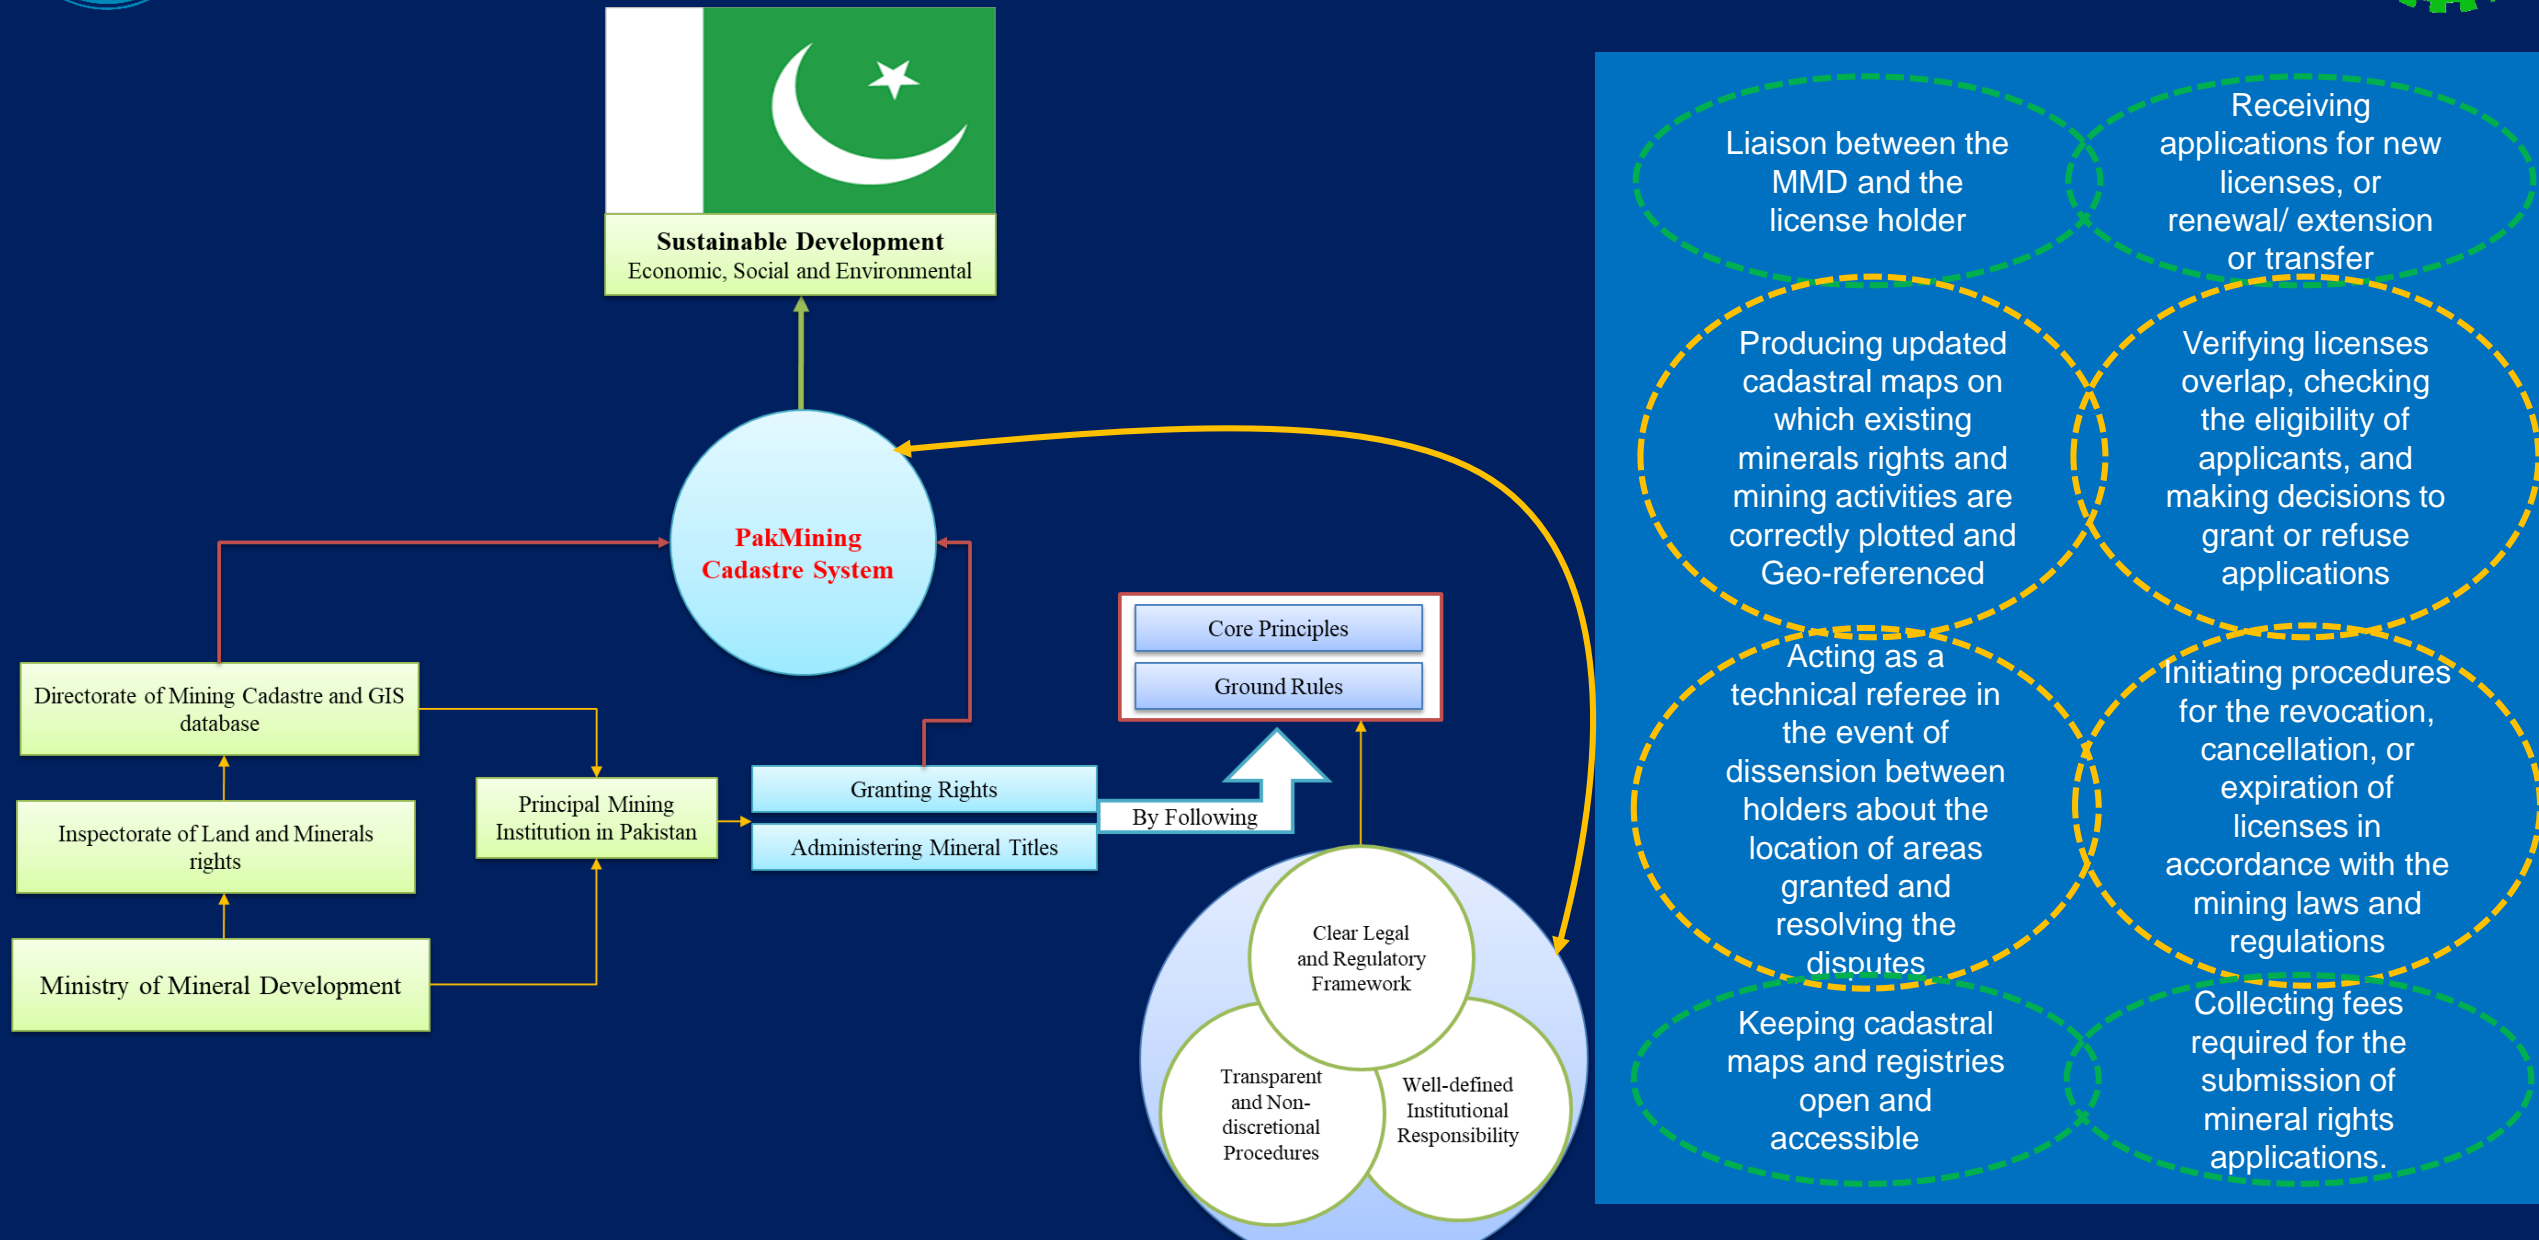 Sustainable Development
Economic, Social and Environmental
PakMining
Cadastre System
Directorate of Mining Cadastre and GIS
database
Inspectorate of Land and Minerals
rights
Ministry of Mineral Development
Principal Mining
Institution in Pakistan
Granting Rights
Administering Mineral Titles
By Following
Core Principles
Ground Rules
Clear Legal
and Regulatory
Framework
Transparent
and Non-
discretional
Procedures
Well-defined
Institutional
Responsibility
Liaison between the
MMD and the
license holder
Receiving
applications for new
licenses, or
renewal/ extension
or transfer
Producing updated
cadastral maps on
which existing
minerals rights and
mining activities are
correctly plotted and
Geo-referenced
Verifying licenses
overlap, checking
the eligibility of
applicants, and
making decisions to
grant or refuse
applications
Acting as a
technical referee in
the event of
dissension between
holders about the
location of areas
granted and
resolving the
disputes
Initiating procedures
for the revocation,
cancellation, or
expiration of
licenses in
accordance with the
mining laws and
regulations
Keeping cadastral
maps and registries
open and
accessible
Collecting fees
required for the
submission of
mineral rights
applications.